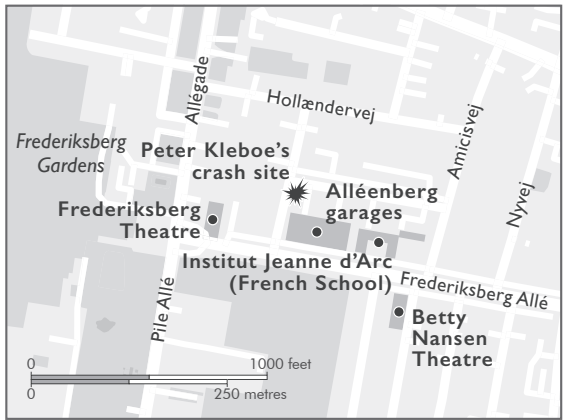 Allégade
Hollændervej
Amicisvej
Nyvej
Frederiksberg
Gardens
Peter Kleboe's
crash site
Alléenberg
garages
Frederiksberg
Theatre
Institut Jeanne d'Arc
(French School)
Frederiksberg Allé
Pile Allé
Betty
Nansen
Theatre
0 1000 feet
0 250 metres